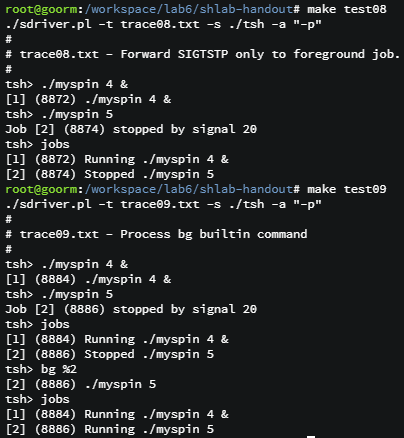 root@goorm:/workspace/lab6/shlab-handout# make test08
./sdriver.pl -t trace08.txt -s ./tsh -a "-p"
#
# trace08.txt - Forward SIGTSTP only to foreground job.
#
tsh> ./myspin 4 &
[1] (8872) ./myspin 4 &
tsh> ./myspin 5
Job [2] (8874) stopped by signal 20
tsh> jobs
[1] (8872) Running ./myspin 4 &
[2] (8874) Stopped ./myspin 5
root@goorm:/workspace/lab6/shlab-handout# make test09
./sdriver.pl -t trace09.txt -s ./tsh -a "-p"
#
# trace09.txt - Process bg builtin command
#
tsh> ./myspin 4 &
[1] (8884) ./myspin 4 &
tsh> ./myspin 5
Job [2] (8886) stopped by signal 20
tsh> jobs
[1] (8884) Running ./myspin 4 &
[2] (8886) Stopped ./myspin 5
tsh> bg %2
[2] (8886) ./myspin 5
tsh> jobs
[1] (8884) Running ./myspin 4 &
[2] (8886) Running ./myspin 5